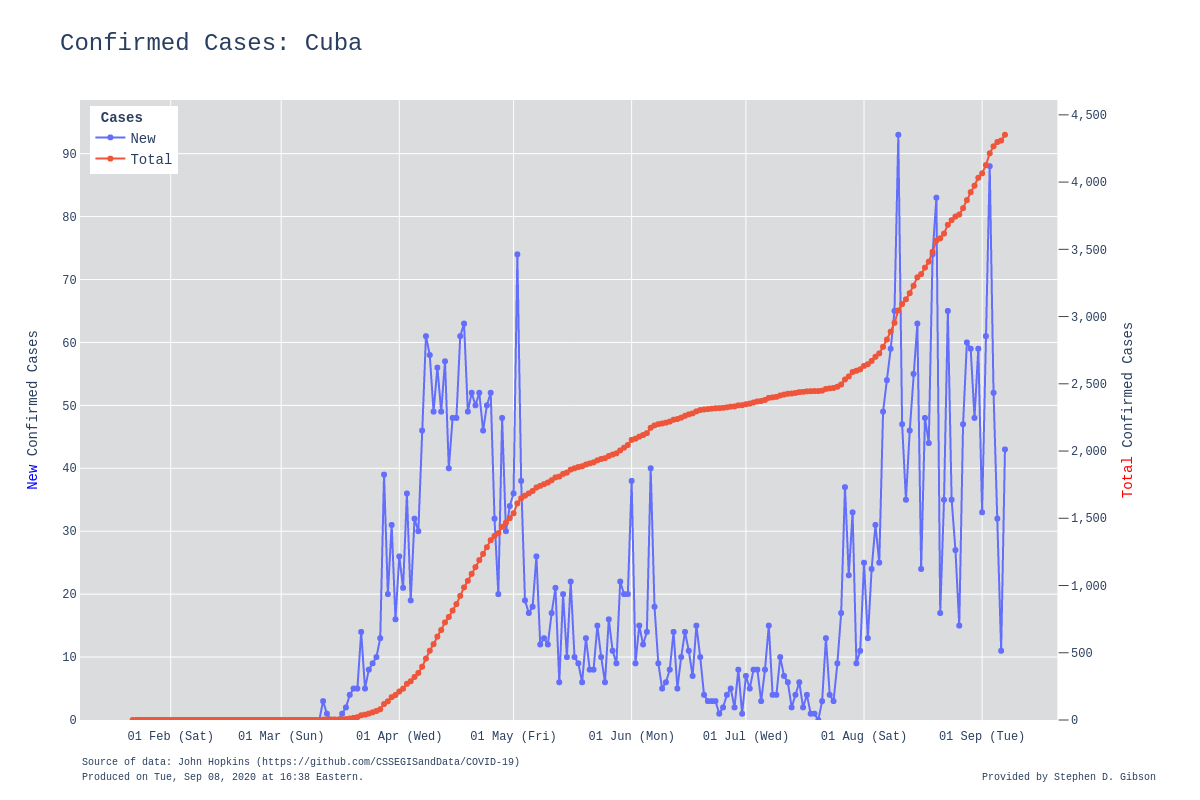 Confirmed Cases: Cuba
Cases
New
Total
90
80
70
60
50
40
30
20
10
0
4,500
4,000
3,500
3,000
2,500
2,000
1,500
1,000
500
0
New Confirmed Cases
Total Confirmed Cases
01 Feb (Sat) 01 Mar (Sun) 01 Apr (Wed) 01 May (Fri) 01 Jun (Mon) 01 Jul (Wed) 01 Aug (Sat) 01 Sep (Tue)
Source of data: John Hopkins (https://github.com/CSSEGISandData/COVID-19)
Produced on Tue, Sep 08, 2020 at 16:38 Eastern.
Provided by Stephen D. Gibson